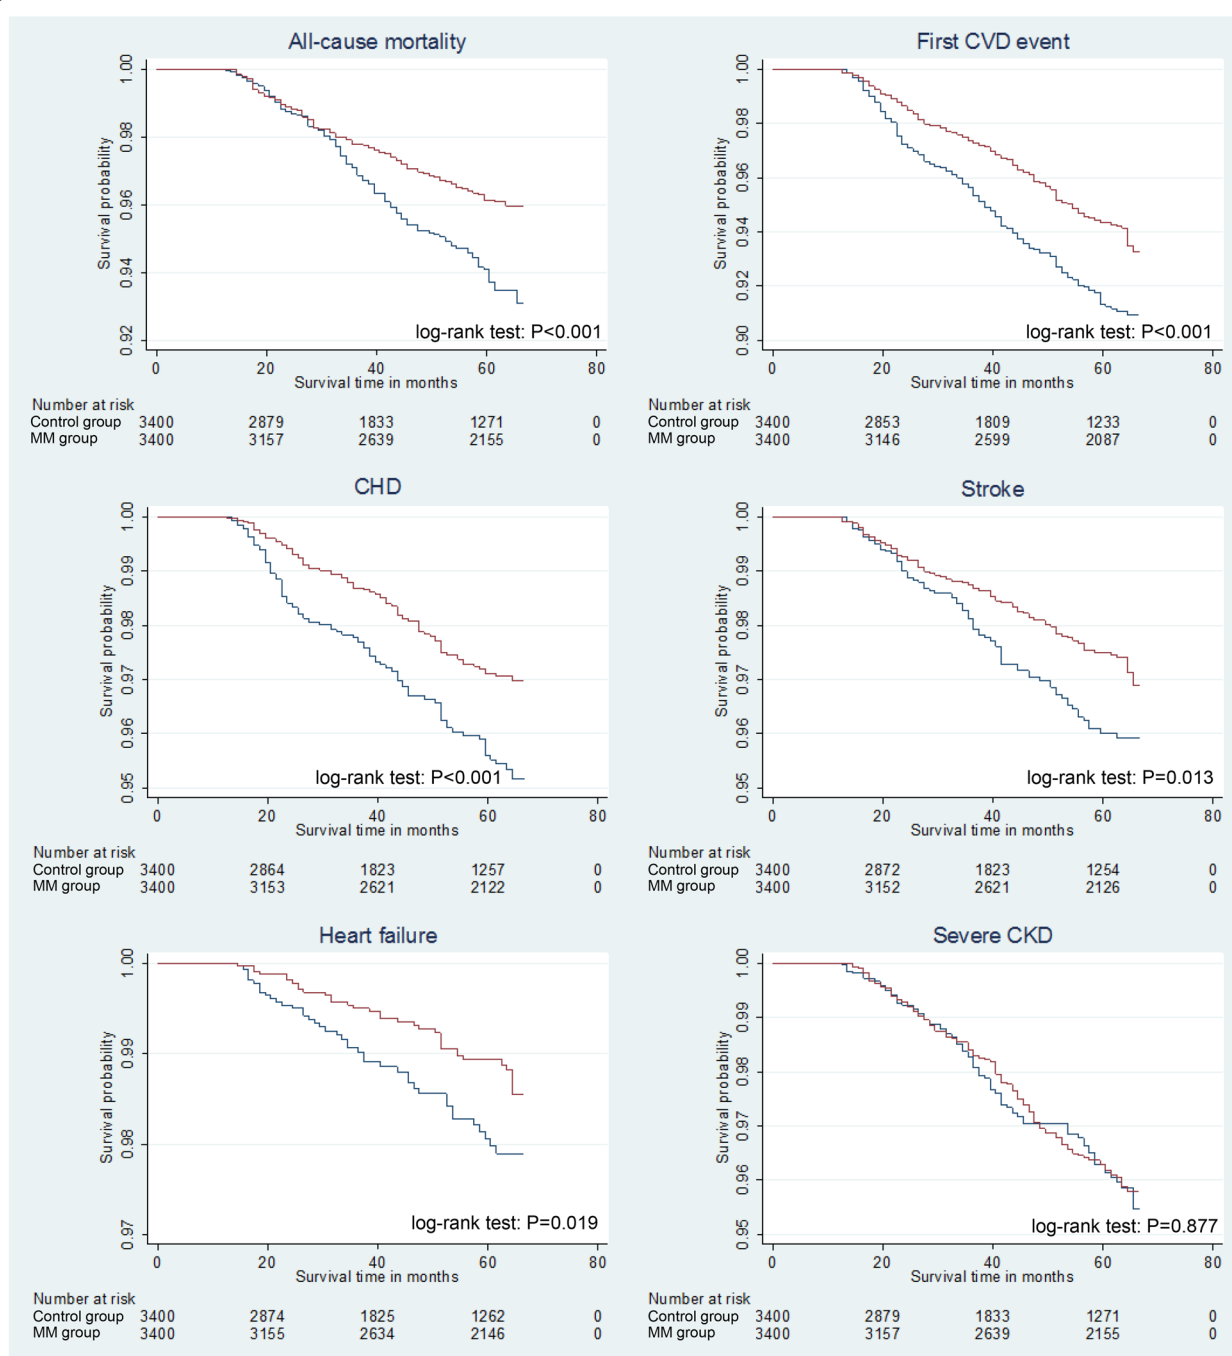 All-cause mortality
Survival probability
1.00
0.98
0.96
0.94
0.92
log-rank test: P<0.001
0 20 40 60 80
Survival time in months
Number at risk
Control group 3400 2879 1833 1271 0
MM group 3400 3157 2639 2155 0
First CVD event
Survival probability
1.00
0.98
0.96
0.94
0.92
0.90
log-rank test: P<0.001
0 20 40 60 80
Survival time in months
Number at risk
Control group 3400 2853 1809 1233 0
MM group 3400 3146 2599 2087 0
CHD
Survival probability
1.00
0.99
0.98
0.97
0.96
0.95
log-rank test: P<0.001
0 20 40 60 80
Survival time in months
Number at risk
Control group 3400 2864 1823 1257 0
MM group 3400 3153 2621 2122 0
Stroke
Survival probability
1.00
0.99
0.98
0.97
0.96
0.95
log-rank test: P=0.013
0 20 40 60 80
Survival time in months
Number at risk
Control group 3400 2872 1823 1254 0
MM group 3400 3152 2621 2126 0
Heart failure
Survival probability
1.00
0.99
0.98
0.97
log-rank test: P=0.019
0 20 40 60 80
Survival time in months
Number at risk
Control group 3400 2874 1825 1262 0
MM group 3400 3155 2634 2146 0
Severe CKD
Survival probability
1.00
0.99
0.98
0.97
0.96
0.95
log-rank test: P=0.877
0 20 40 60 80
Survival time in months
Number at risk
Control group 3400 2879 1833 1271 0
MM group 3400 3157 2639 2155 0